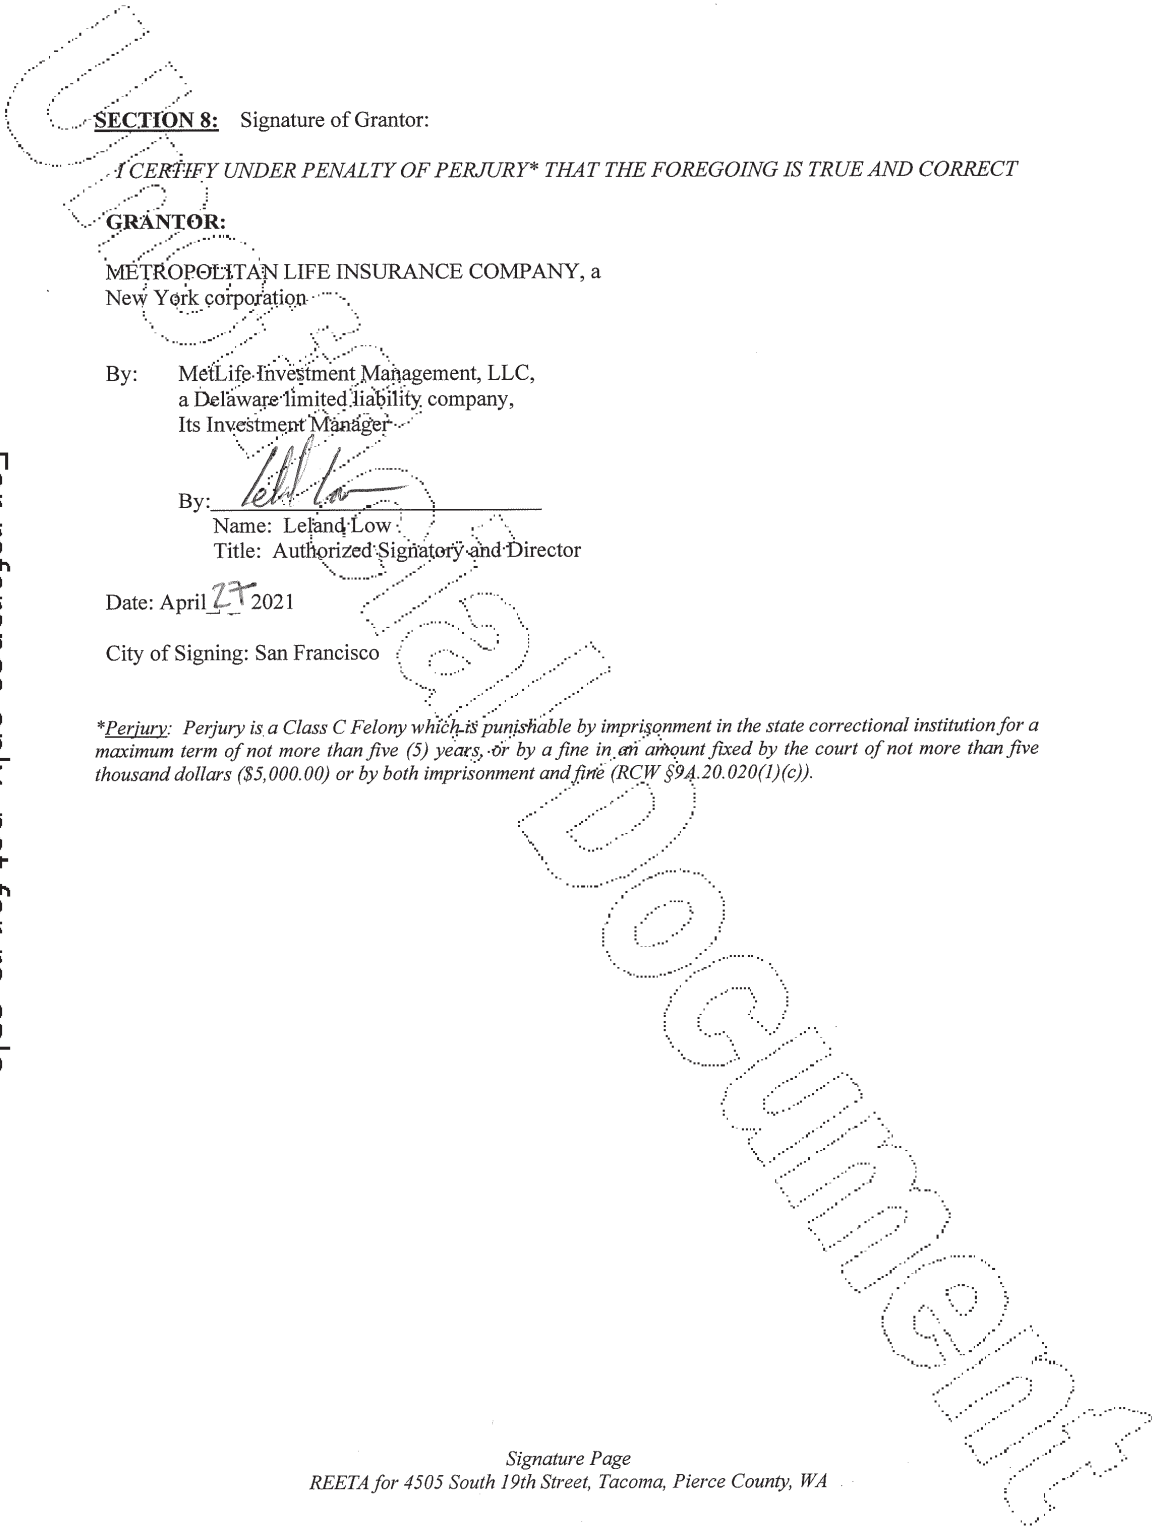 SECTION 8: Signature of Grantor:
I CERTIFY UNDER PENALTY OF PERJURY* THAT THE FOREGOING IS TRUE AND CORRECT
GRANTOR:
METROPOLITAN LIFE INSURANCE COMPANY, a
New York corporation
By: MetLife Investment Management, LLC,
a Delaware limited liability company,
Its Investment Manager
By:
Name: Leland Low
Title: Authorized Signatory and Director
Date: April 27 2021
City of Signing: San Francisco
*Perjury: Perjury is a Class C Felony which is punishable by imprisonment in the state correctional institution for a
maximum term of not more than five (5) years, or by a fine in an amount fixed by the court of not more than five
thousand dollars ($5,000.00) or by both imprisonment and fine (RCW §9A.20.020(1)(c)).
Signature Page
REETA for 4505 South 19th Street, Tacoma, Pierce County, WA
Unofficial Document